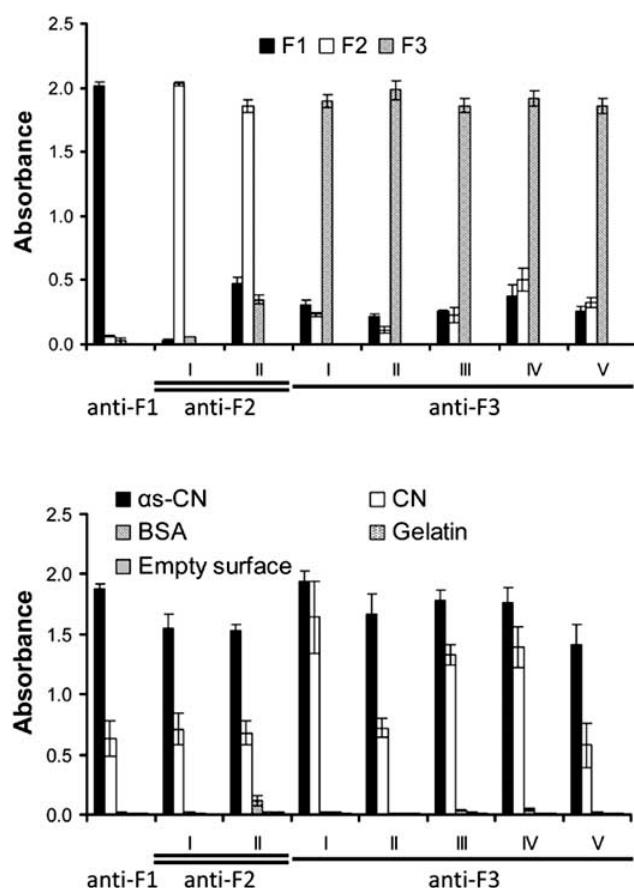 2.5
F1 F2 F3
2.0
1.5
Absorbance
1.0
0.5
0.0
I II I II III IV V
anti-F1 anti-F2 anti-F3
αs-CN CN
2.5
BSA Gelatin
Empty surface
2.0
1.5
Absorbance
1.0
0.5
0.0
I II I II III IV V
anti-F1 anti-F2 anti-F3